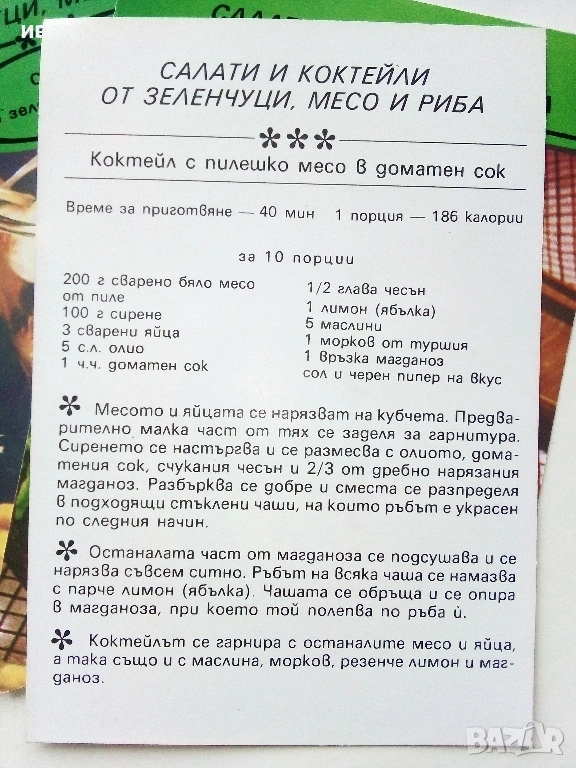 САЛАТИ И КОКТЕЙЛИ
ОТ ЗЕЛЕНЧУЦИ, МЕСО И РИБА
Коктейл с пилешко месо в доматен сок
Време за приготвяне — 40 мин 1 порция — 186 калории
за 10 порции
200 г сварено бяло месо
от пиле
100 г сирене
3 сварени яйца
5 с.л. олио
1 ч.ч. доматен сок
1/2 глава чесън
1 лимон (ябълка)
5 маслини
1 морков от туршия
1 връзка магданоз
сол и черен пипер на вкус
Месото и яйцата се нарязват на кубчета. Предва-
рително малка част от тях се заделя за гарнитура.
Сиренето се настъргва и се размесва с олиото, дома-
тения сок, счукания чесън и 2/3 от дребно нарязания
магданоз. Разбърква се добре и сместа се разпределя
в подходящи стъклени чаши, на които ръбът е украсен
по следния начин.
Останалата част от магданоза се подсушава и се
нарязва съвсем ситно. Ръбът на всяка чаша се намазва
с парче лимон (ябълка). Чашата се обръща и се опира
в магданоза, при което той полепва по ръба ѝ.
Коктейлът се гарнира с останалите месо и яйца,
а така също и с маслина, морков, резенче лимон и маг-
даноз.
BAZAR